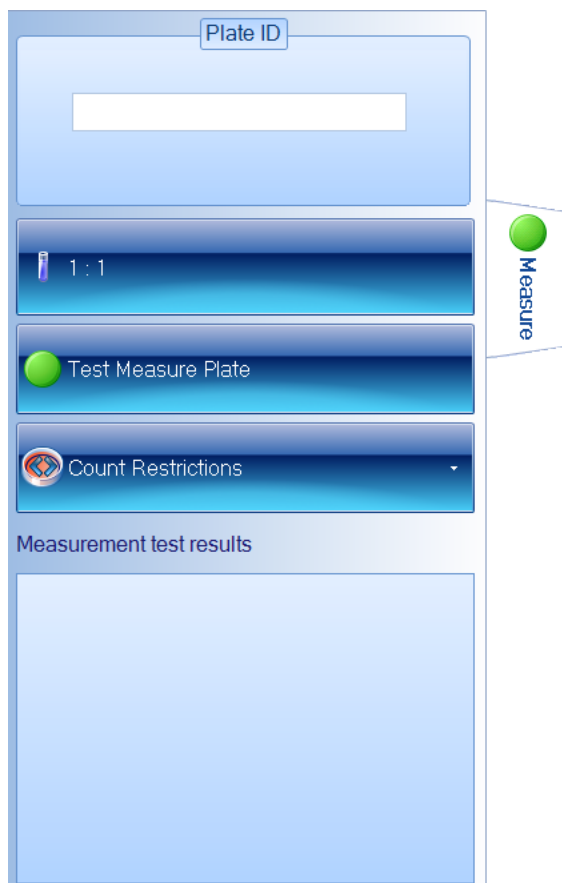 Plate ID
1 : 1
Measure
Test Measure Plate
Count Restrictions
Measurement test results